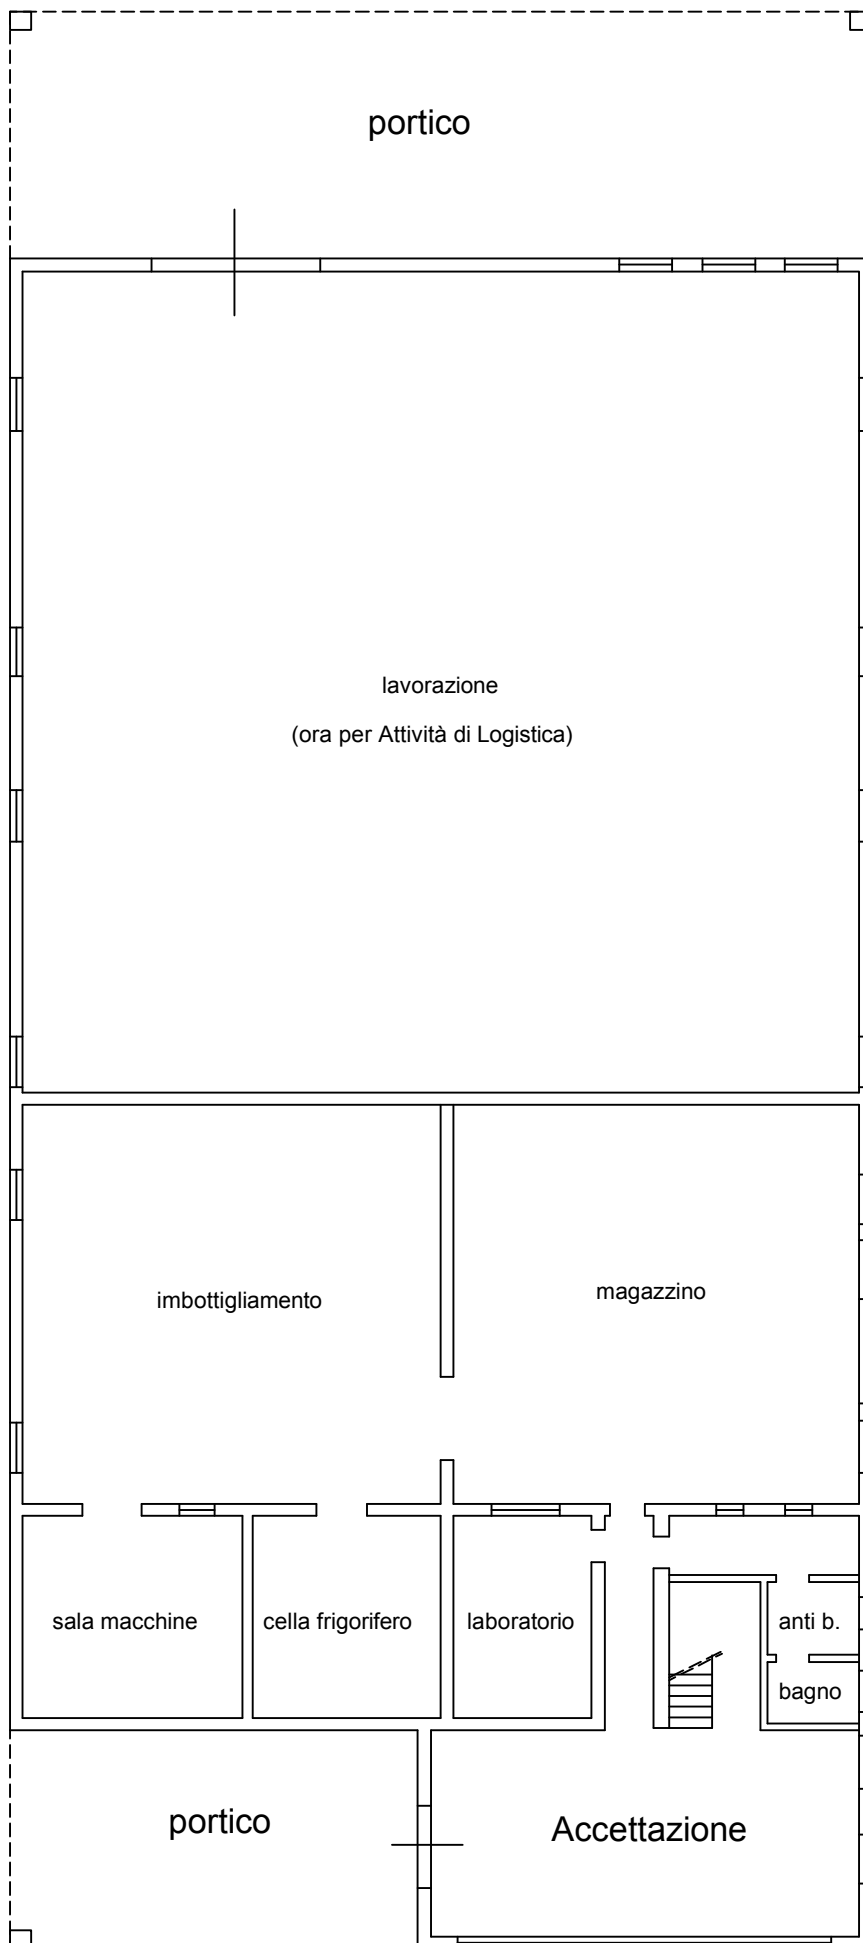 portico
lavorazione
(ora per Attività di Logistica)
imbottigliamento
magazzino
sala macchine
cella frigorifero
laboratorio
anti b.
bagno
portico
Accettazione